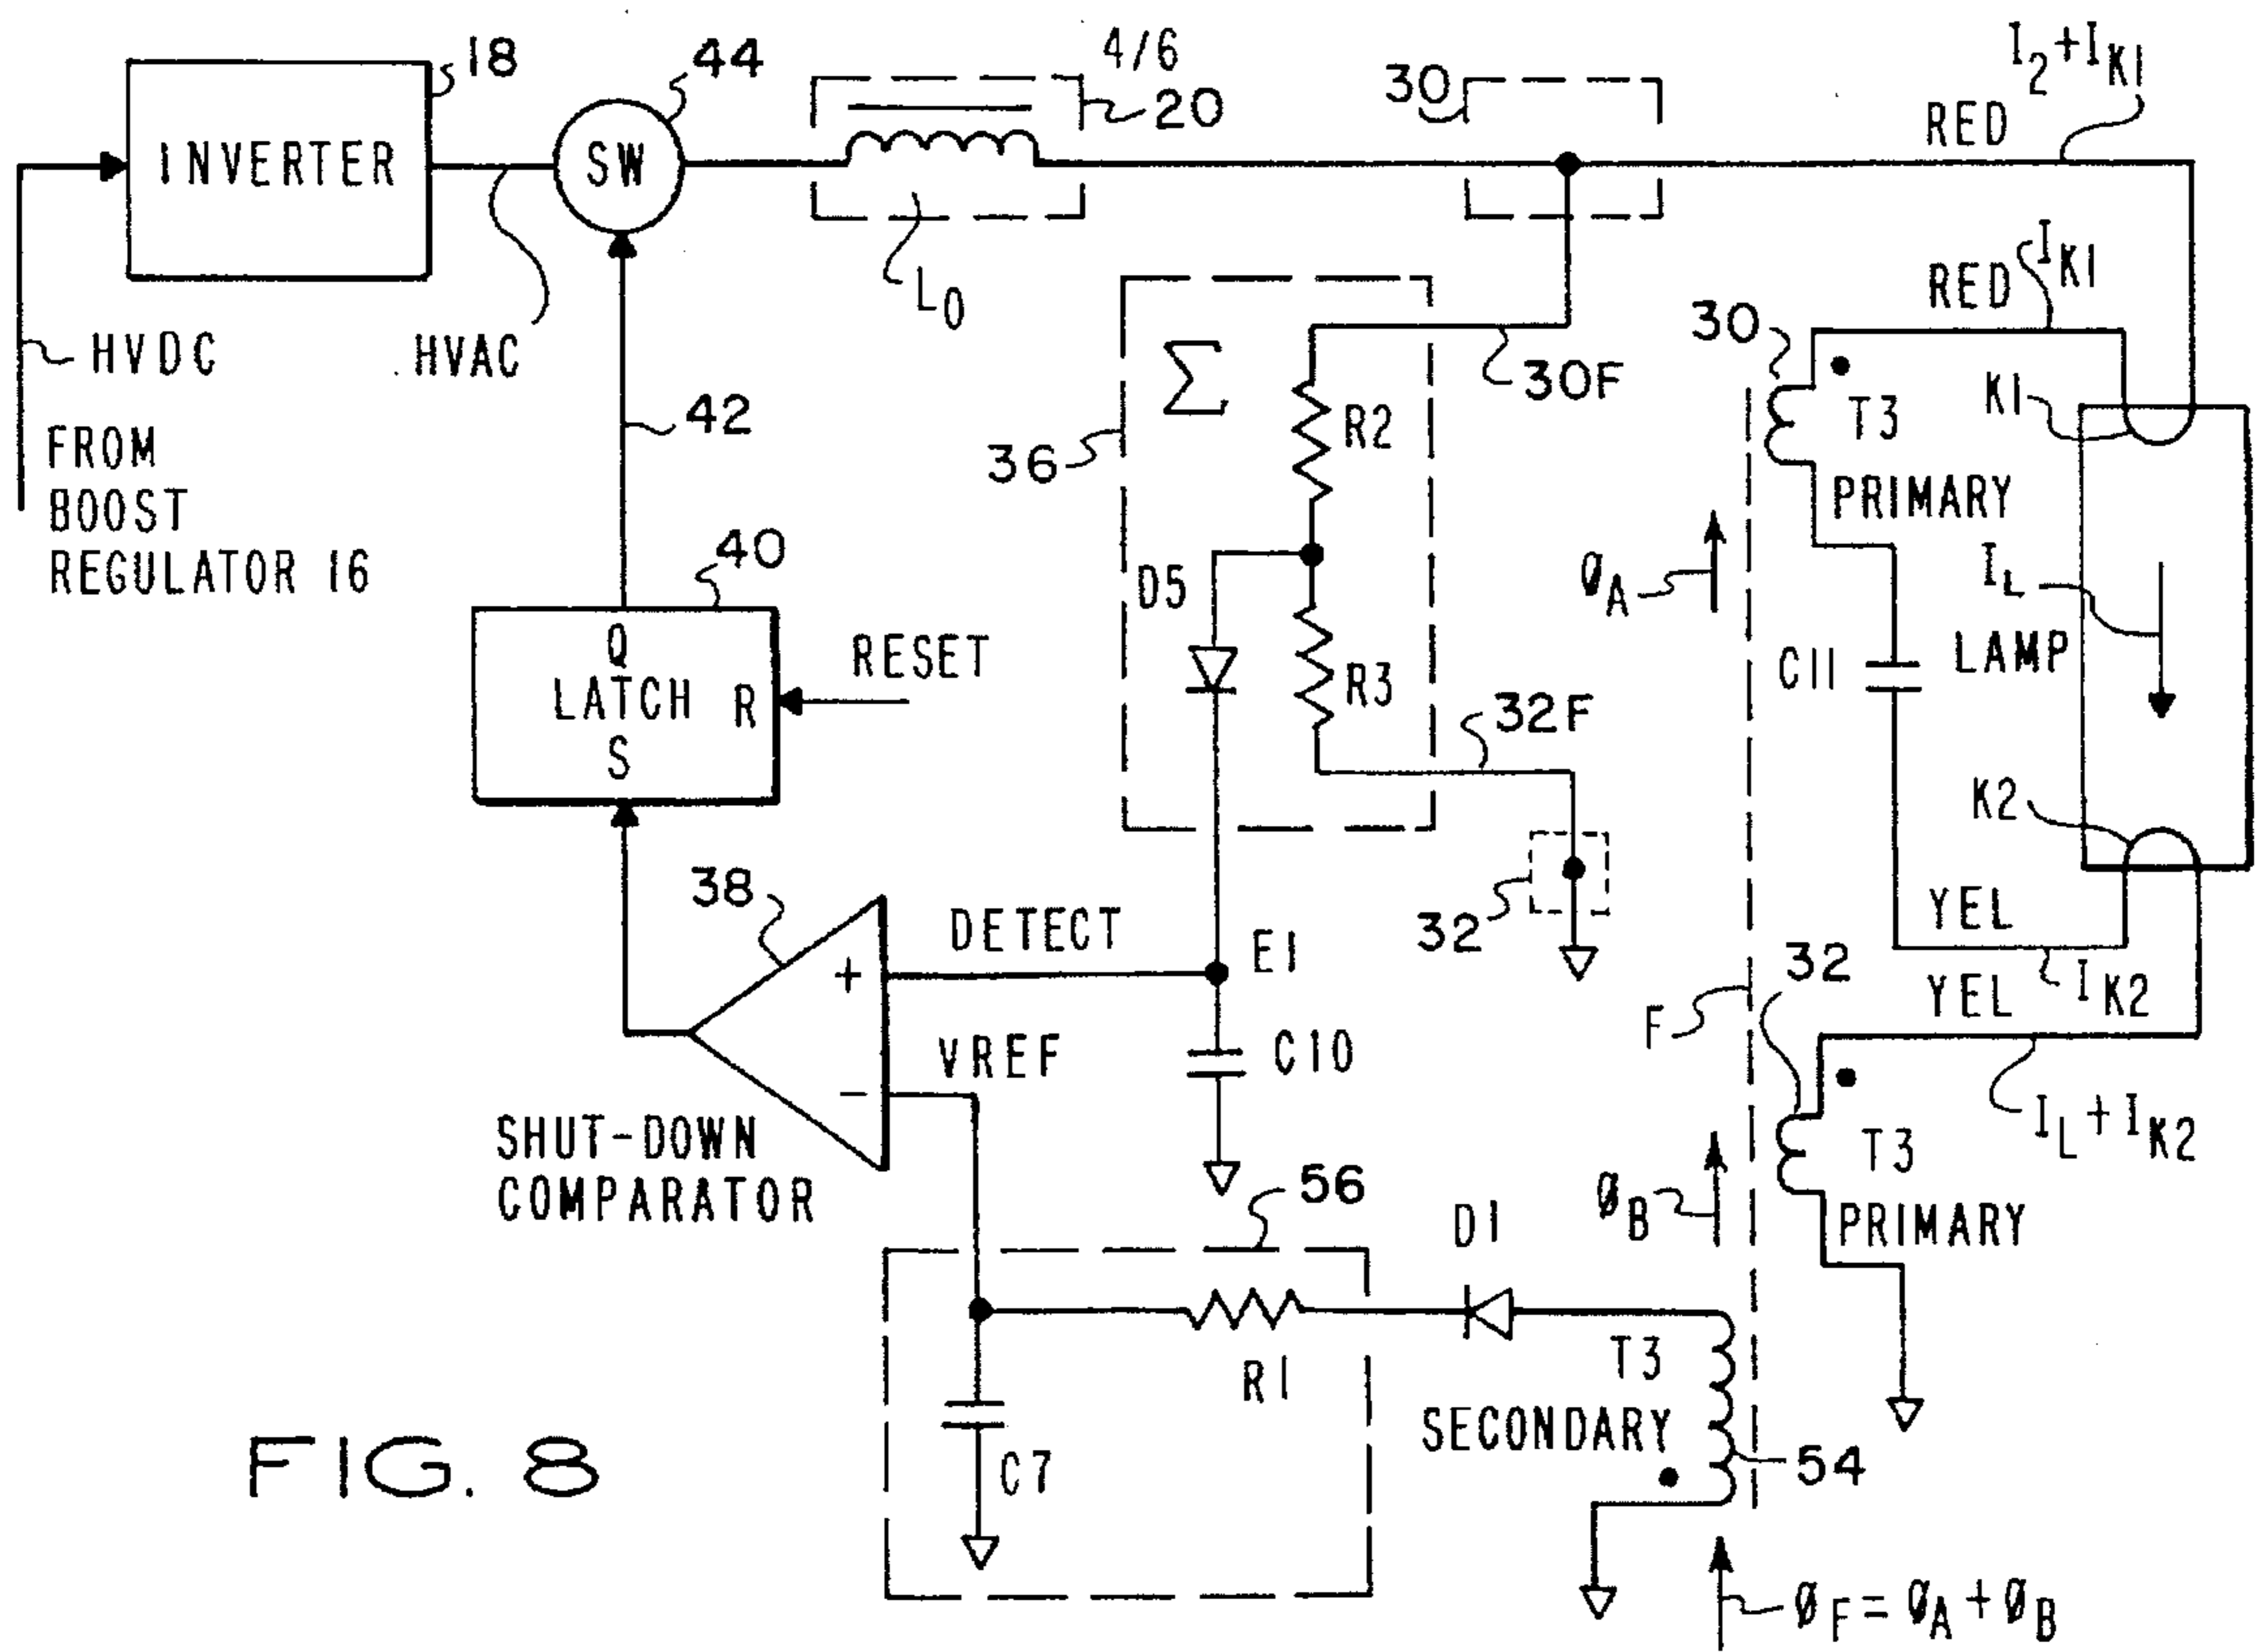 18
44
4/6
20
30
I2+IK1
RED
INVERTER
SW
L0
HVDC
HVAC
FROM
BOOST
REGULATOR 16
42
Σ
30F
R2
36
RED
IK1
30
K1
T3
PRIMARY
ØA
IL
LAMP
C11
40
Q
LATCH
R
S
RESET
D5
R3
32F
32
K2
YEL
IK2
YEL
32
F
38
DETECT
E1
+
VREF
-
C10
SHUT-DOWN
COMPARATOR
56
IL+IK2
T3
PRIMARY
ØB
D1
R1
T3
SECONDARY
54
C7
FIG. 8
ØF=ØA+ØB